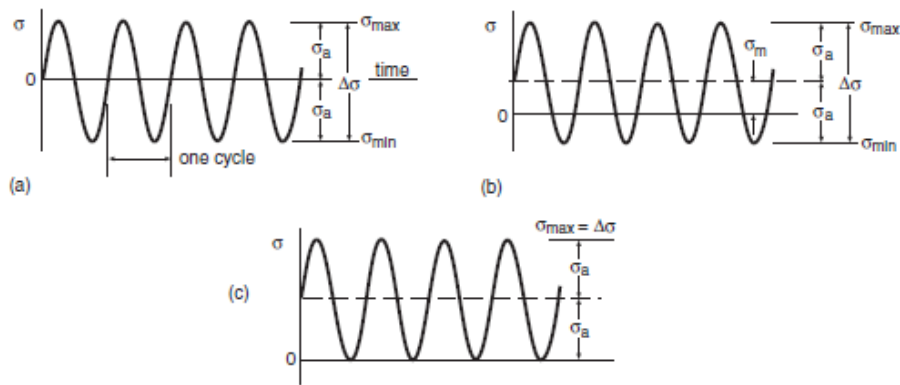 σ
σmax
σa
0
time
Δσ
σa
σmin
one cycle
(a)
σ
σmax
σm
σa
Δσ
σa
0
σmin
(b)
σmax = Δσ
σ
σa
(c)
σa
0